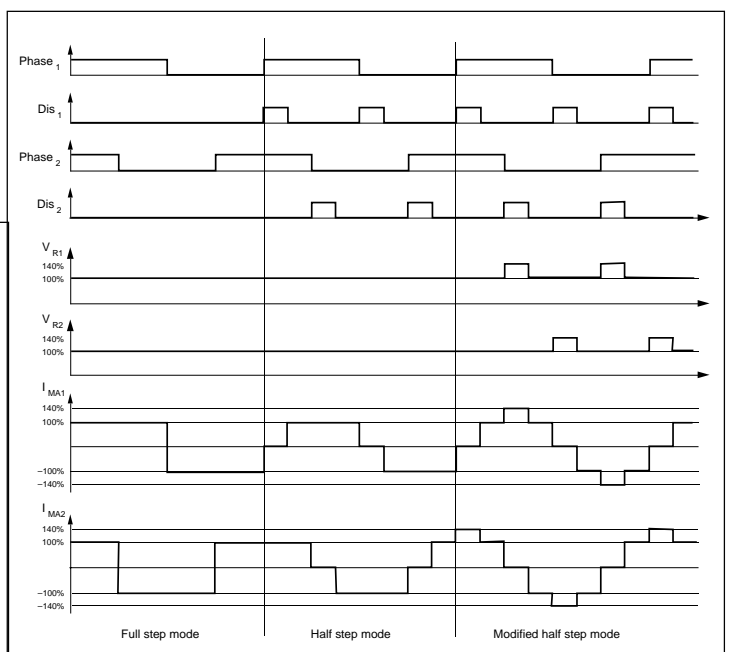 Phase 1
Dis 1
Phase 2
Dis 2
V R1
140%
100%
V R2
140%
100%
I MA1
140%
100%
–100%
–140%
I MA2
140%
100%
–100%
–140%
Full step mode
Half step mode
Modified half step mode